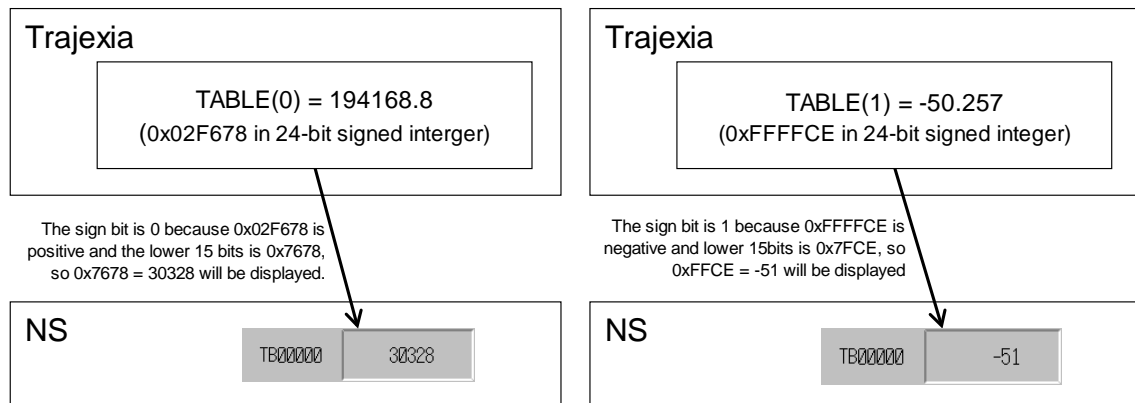 Trajexia
TABLE(0) = 194168.8
(0x02F678 in 24-bit signed interger)
The sign bit is 0 because 0x02F678 is
positive and the lower 15 bits is 0x7678,
so 0x7678 = 30328 will be displayed.
NS
TB00000 30328
Trajexia
TABLE(1) = -50.257
(0xFFFFCE in 24-bit signed integer)
The sign bit is 1 because 0xFFFFCE is
negative and lower 15bits is 0x7FCE, so
0xFFCE = -51 will be displayed
NS
TB00000 -51